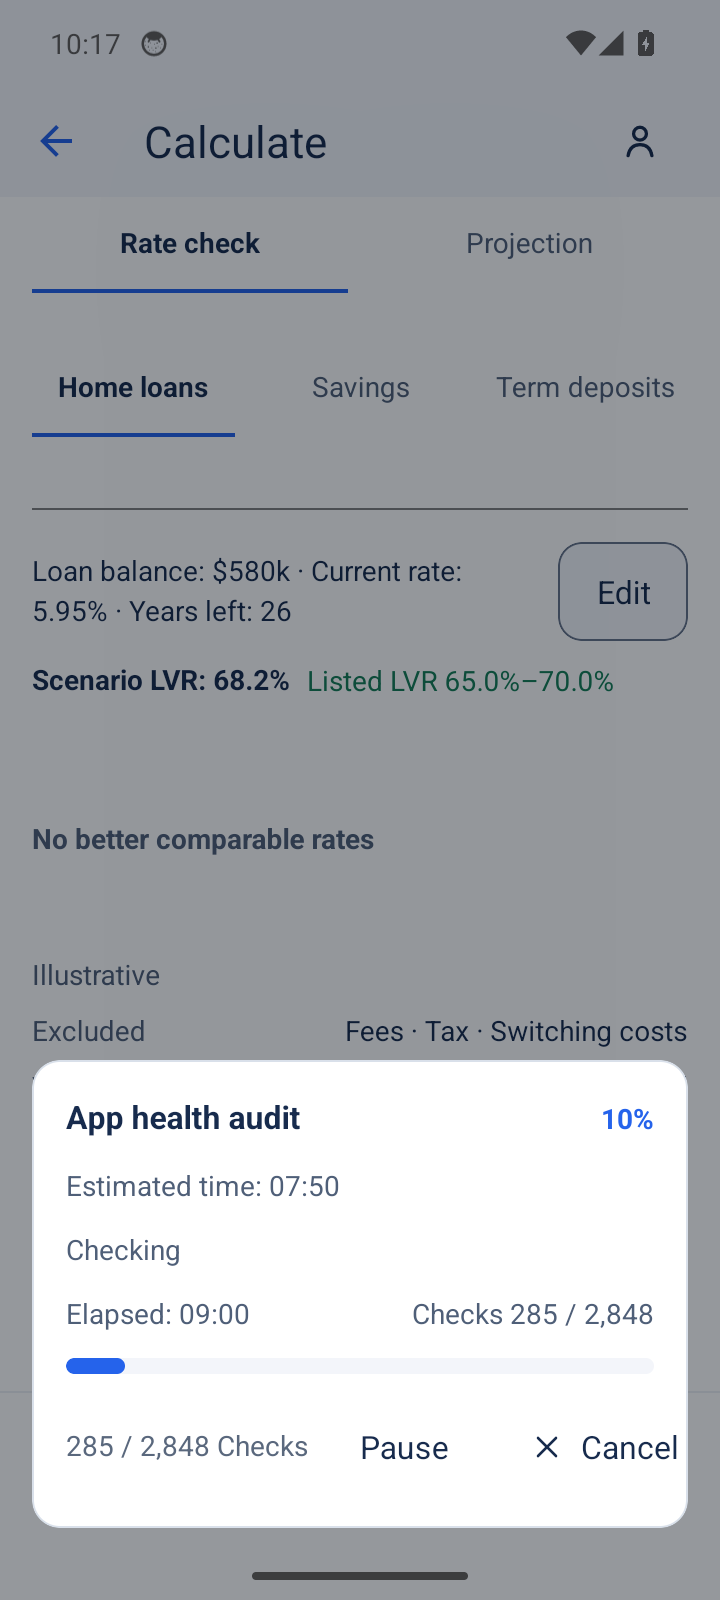 10:17
Calculate
Rate check
Projection
Home loans
Savings
Term deposits
Loan balance: $580k · Current rate:
5.95% · Years left: 26
Edit
Scenario LVR: 68.2% Listed LVR 65.0%–70.0%
No better comparable rates
Illustrative
Excluded
Fees · Tax · Switching costs
App health audit
10%
Estimated time: 07:50
Checking
Elapsed: 09:00
Checks 285 / 2,848
285 / 2,848 Checks
Pause
Cancel